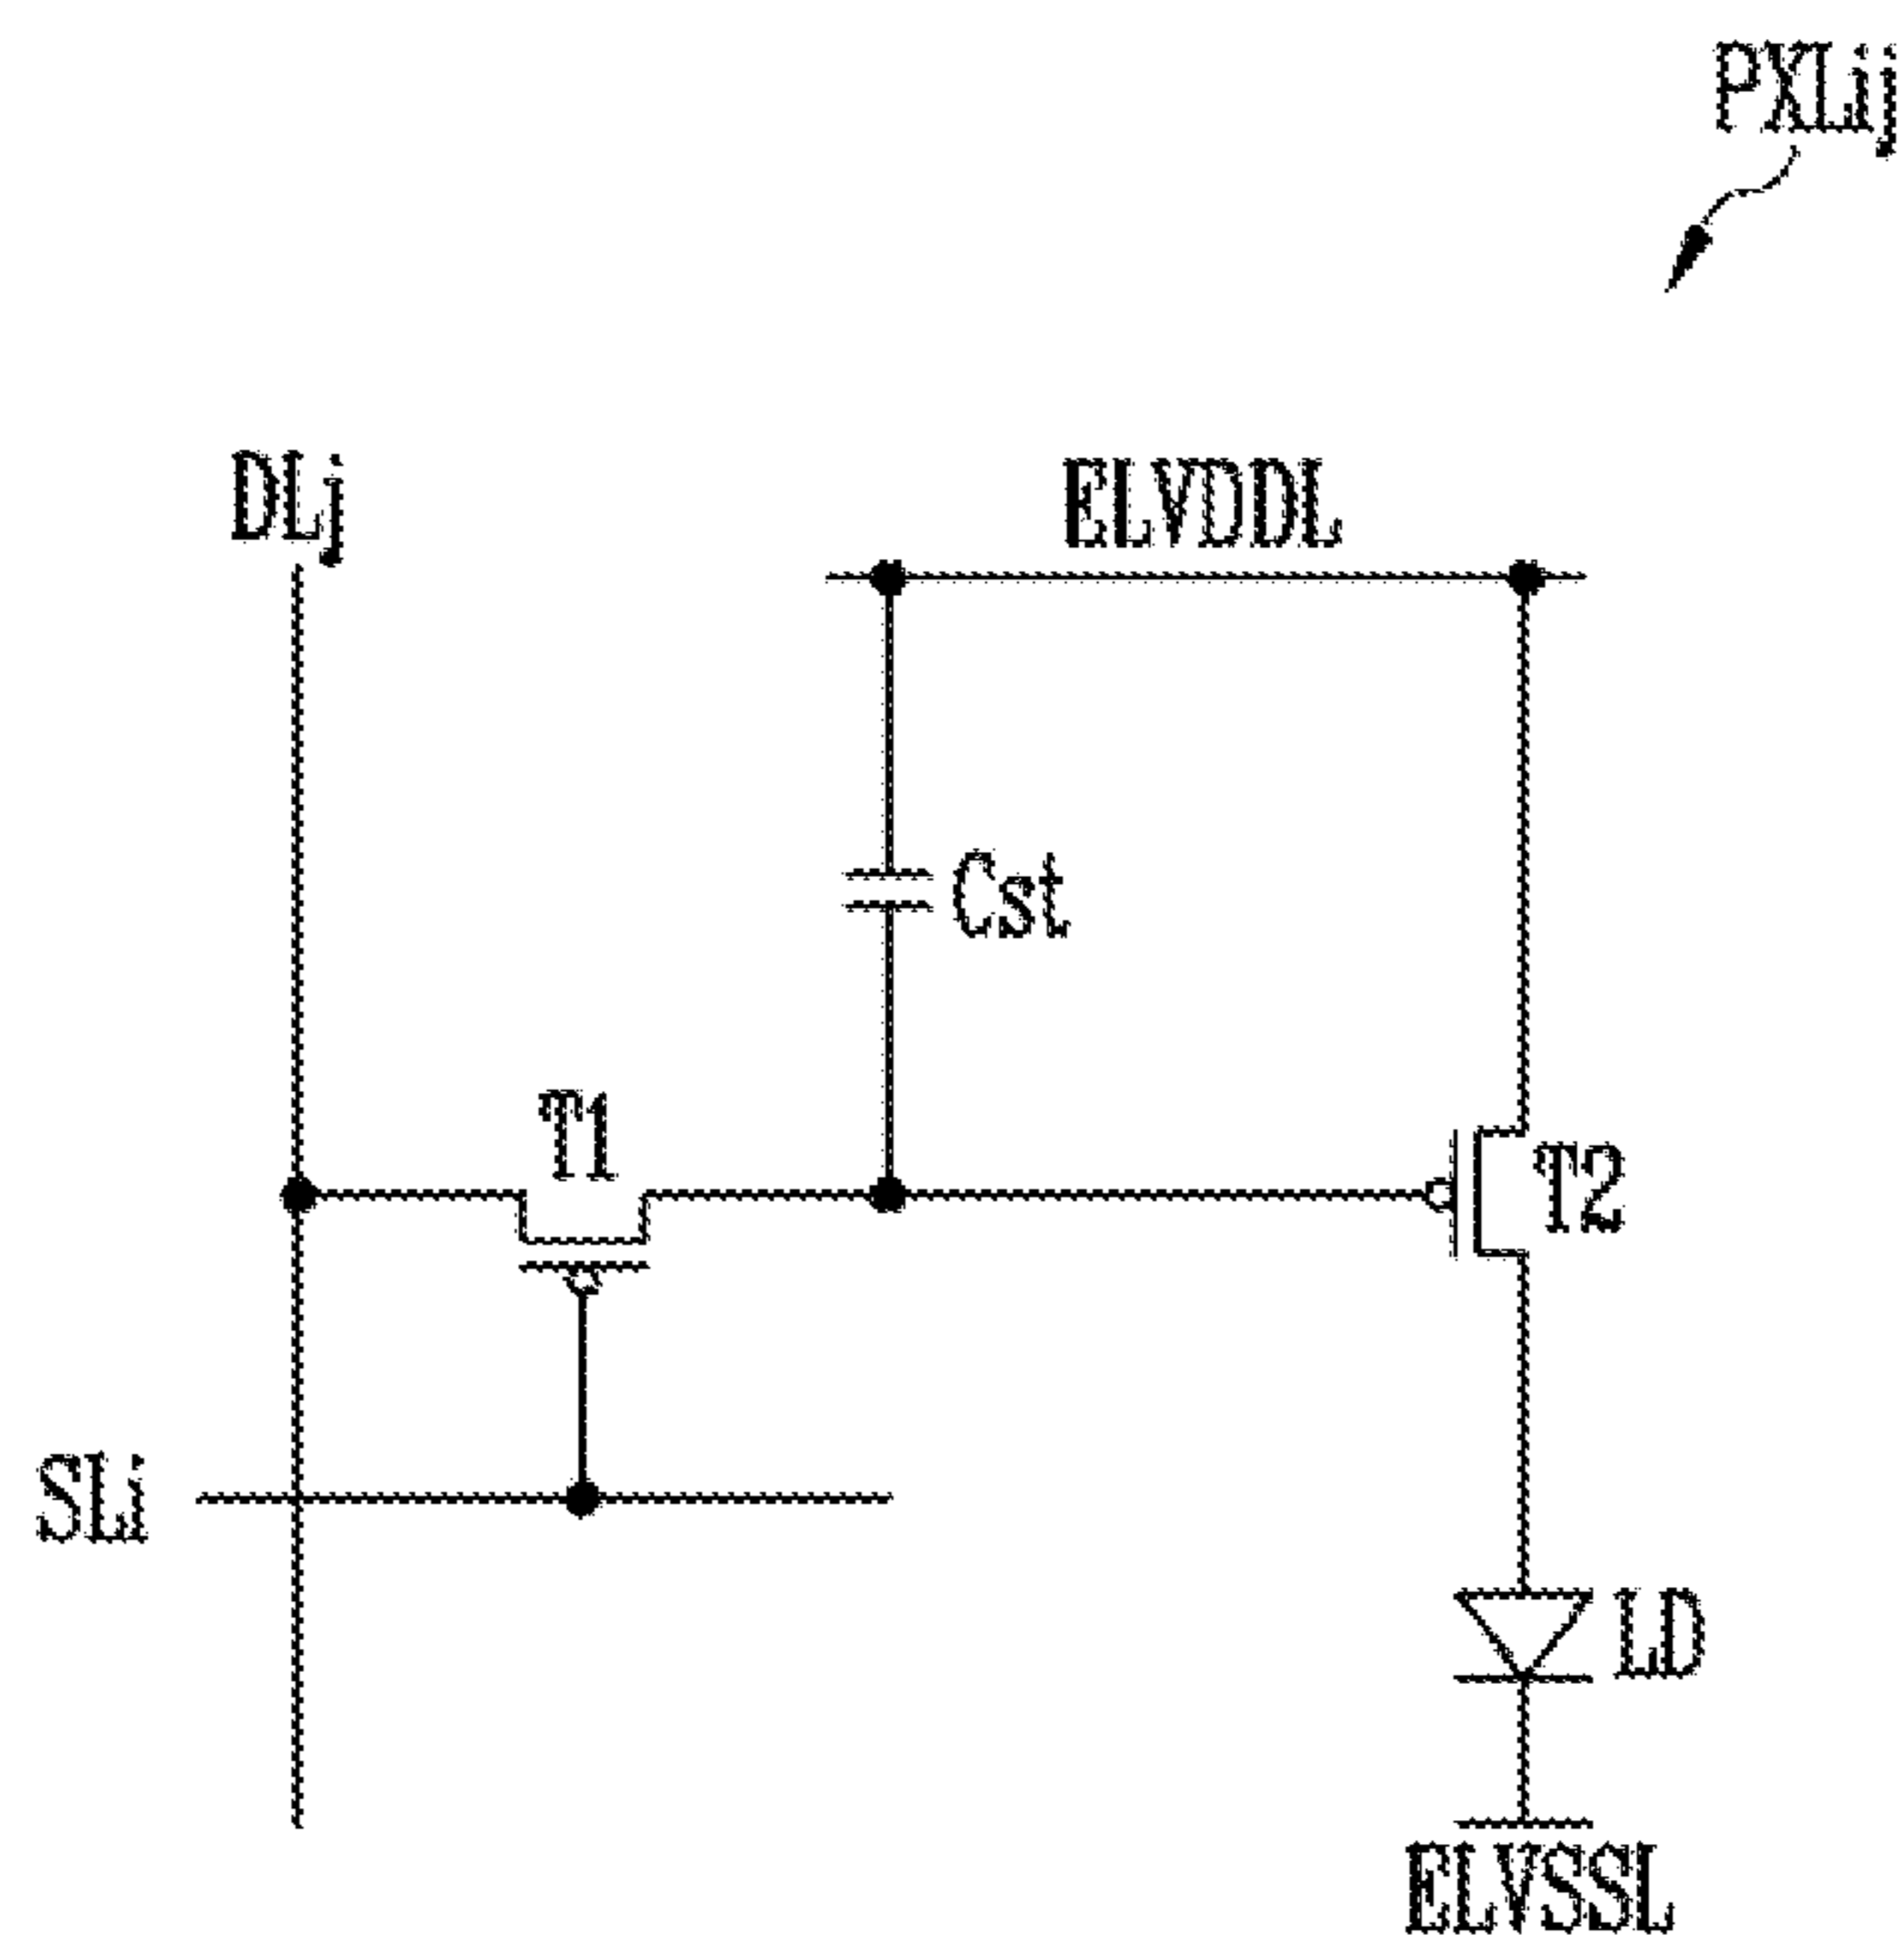 PXLij
DLj
ELVDDL
Cst
T1
T2
SLi
LD
ELVSSL